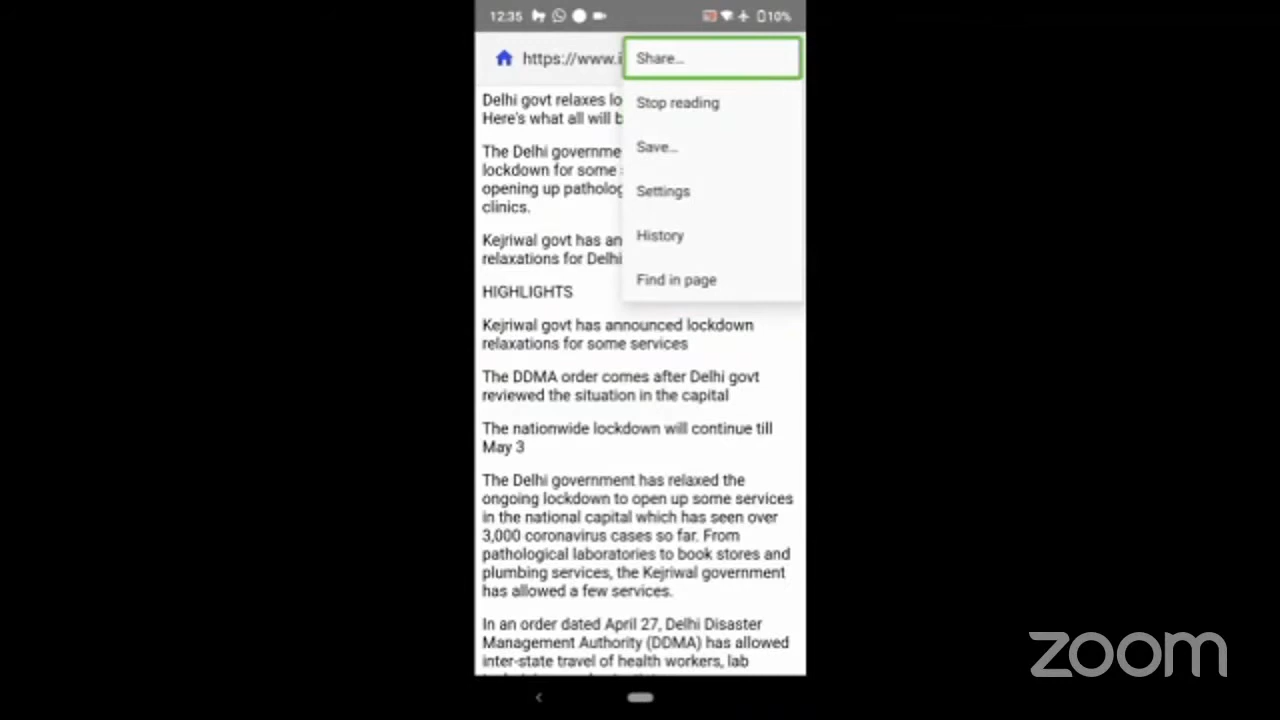 12:35
10%
https://www.i
Share...
Stop reading
Save...
Settings
History
Find in page
Delhi govt relaxes lo
Here's what all will b
The Delhi governme
lockdown for some
opening up patholog
clinics.
Kejriwal govt has an
relaxations for Delhi
HIGHLIGHTS
Kejriwal govt has announced lockdown
relaxations for some services
The DDMA order comes after Delhi govt
reviewed the situation in the capital
The nationwide lockdown will continue till
May 3
The Delhi government has relaxed the
ongoing lockdown to open up some services
in the national capital which has seen over
3,000 coronavirus cases so far. From
pathological laboratories to book stores and
plumbing services, the Kejriwal government
has allowed a few services.
In an order dated April 27, Delhi Disaster
Management Authority (DDMA) has allowed
inter-state travel of health workers, lab
zoom